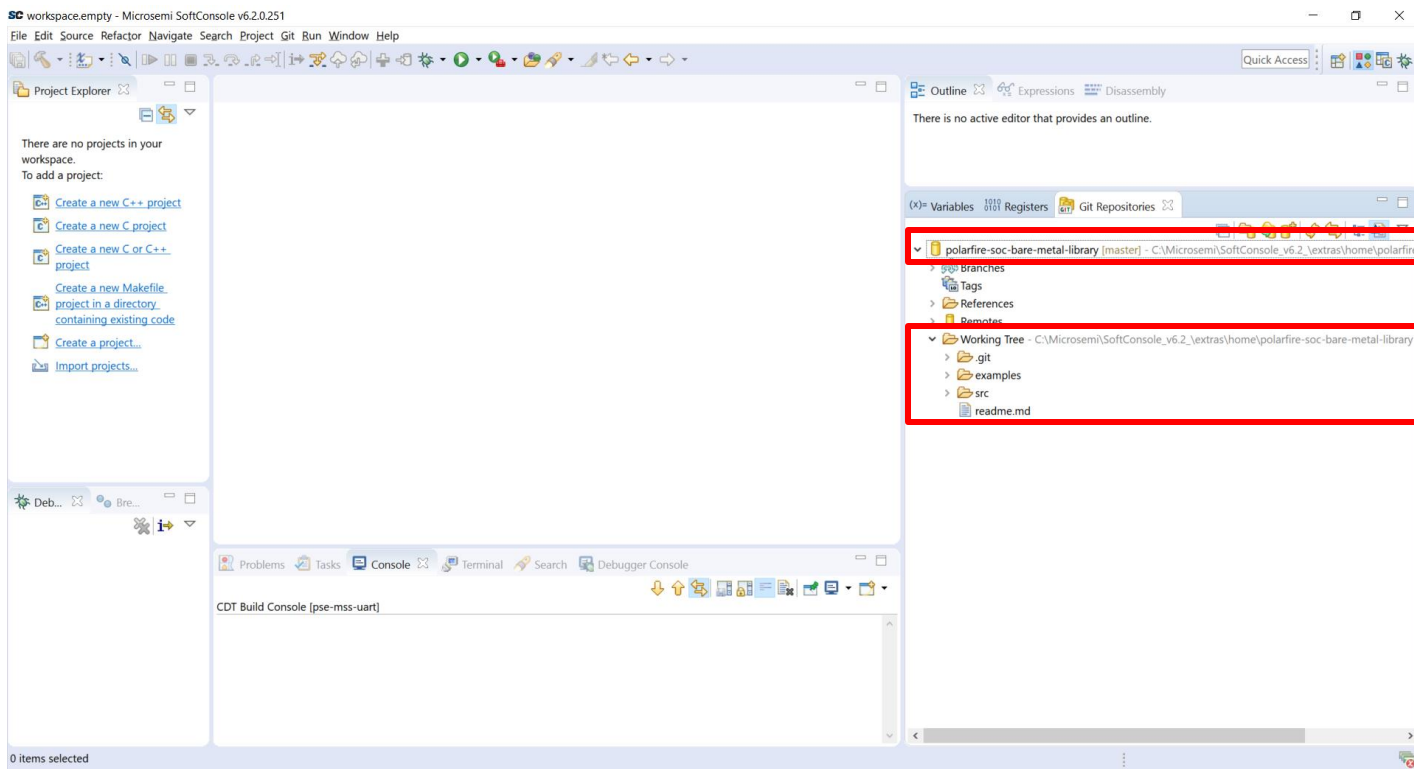 SC workspace.empty - Microsemi SoftConsole v6.2.0.251
File Edit Source Refactor Navigate Search Project Git Run Window Help
Quick Access
Project Explorer
There are no projects in your
workspace.
To add a project:
Create a new C++ project
Create a new C project
Create a new C or C++
project
Create a new Makefile
project in a directory
containing existing code
Create a project...
Import projects...
Deb...
Bre...
Problems Tasks Console Terminal Search Debugger Console
CDT Build Console [pse-mss-uart]
Outline Expressions Disassembly
There is no active editor that provides an outline.
(x)= Variables 1010 0101 Registers GIT Git Repositories
polarfire-soc-bare-metal-library [master] - C:\Microsemi\SoftConsole_v6.2_\extras\home\polarfire
Branches
Tags
References
Remotes
Working Tree - C:\Microsemi\SoftConsole_v6.2_\extras\home\polarfire-soc-bare-metal-library
.git
examples
src
readme.md
0 items selected